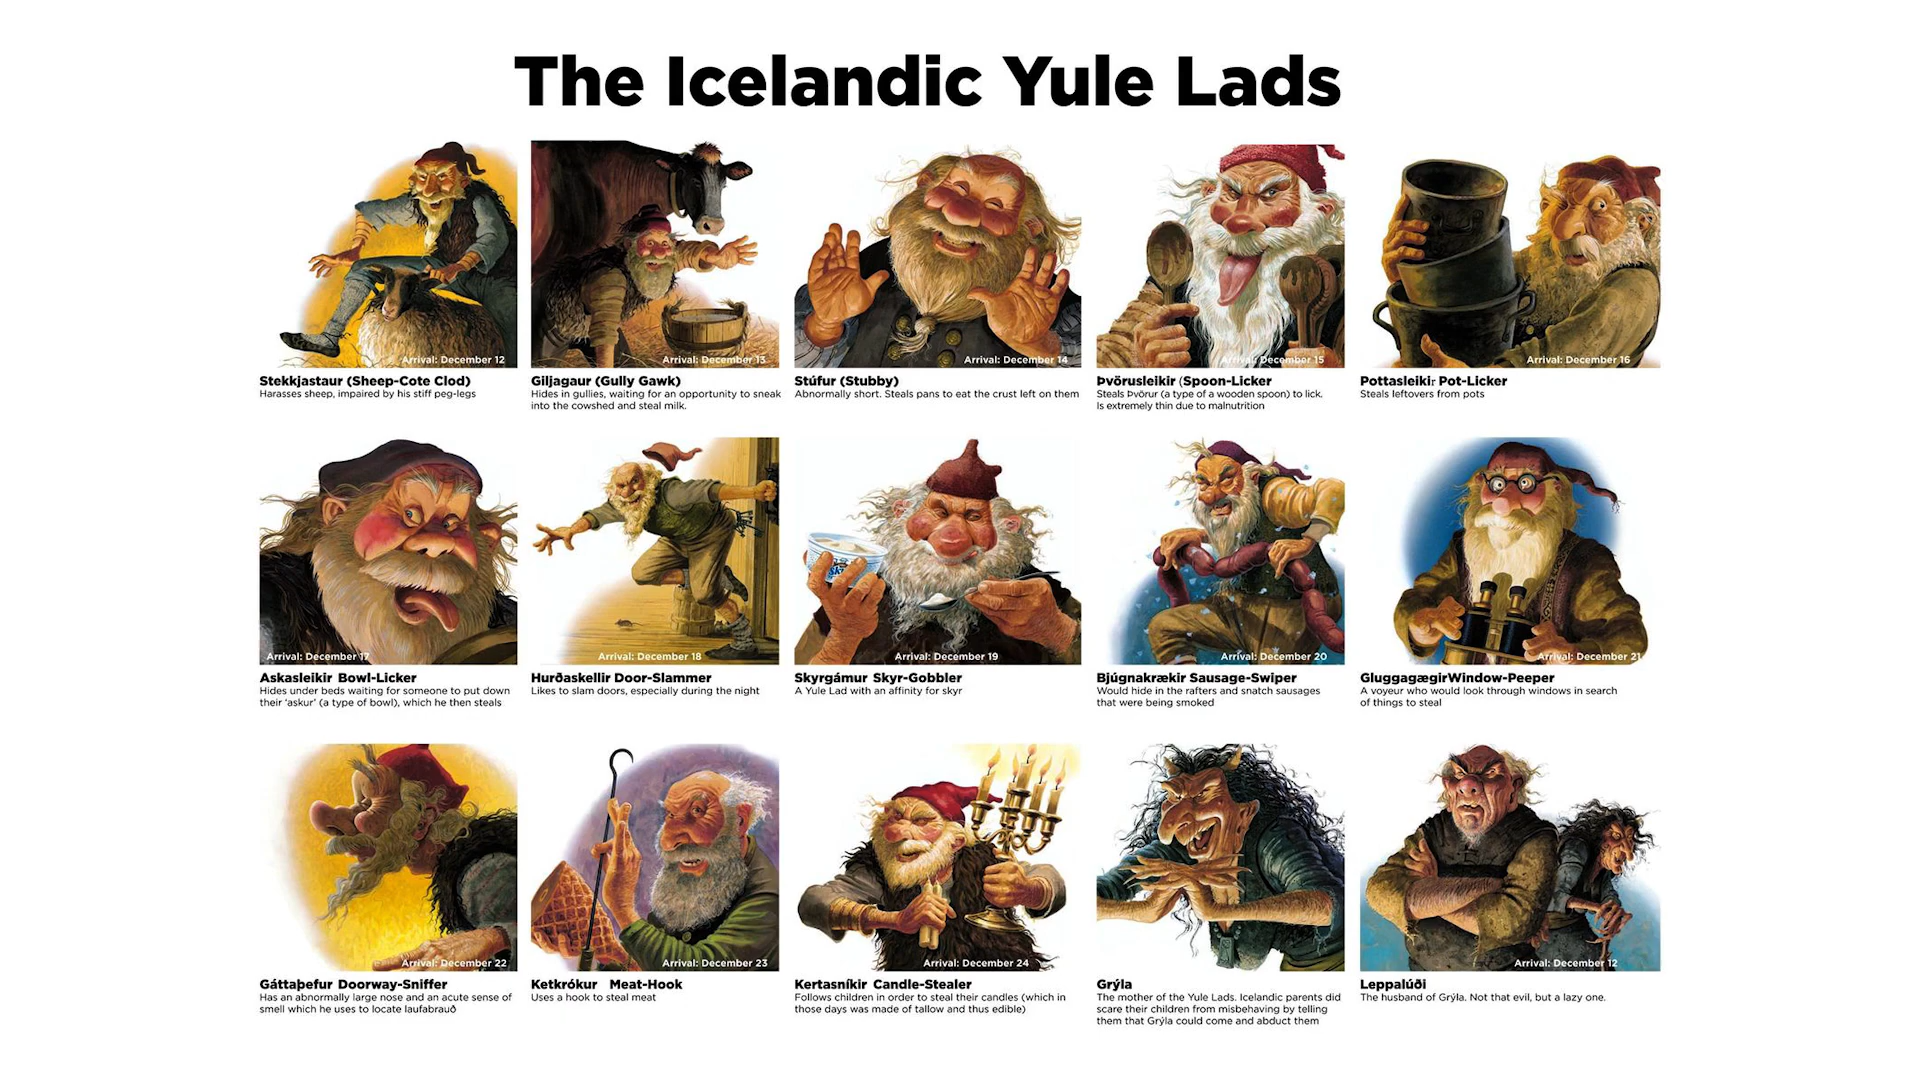 The Icelandic Yule Lads
Arrival: December 12
Stekkjastaur (Sheep-Cote Clod)
Harasses sheep, impaired by his stiff peg-legs
Arrival: December 13
Giljagaur (Gully Gawk)
Hides in gullies, waiting for an opportunity to sneak
into the cowshed and steal milk.
Arrival: December 14
Stúfur (Stubby)
Abnormally short. Steals pans to eat the crust left on them
Arrival: December 15
Þvörusleikir (Spoon-Licker
Steals Þvörur (a type of a wooden spoon) to lick.
Is extremely thin due to malnutrition
Arrival: December 16
Pottasleikir Pot-Licker
Steals leftovers from pots
Arrival: December 17
Askasleikir Bowl-Licker
Hides under beds waiting for someone to put down
their ‘askur’ (a type of bowl), which he then steals
Arrival: December 18
Hurðaskellir Door-Slammer
Likes to slam doors, especially during the night
Arrival: December 19
Skyrgámur Skyr-Gobbler
A Yule Lad with an affinity for skyr
Arrival: December 20
Bjúgnakrækir Sausage-Swiper
Would hide in the rafters and snatch sausages
that were being smoked
Arrival: December 21
GluggagægirWindow-Peeper
A voyeur who would look through windows in search
of things to steal
Arrival: December 22
Gáttaþefur Doorway-Sniffer
Has an abnormally large nose and an acute sense of
smell which he uses to locate laufabrauð
Arrival: December 23
Ketkrókur Meat-Hook
Uses a hook to steal meat
Arrival: December 24
Kertasníkir Candle-Stealer
Follows children in order to steal their candles (which in
those days was made of tallow and thus edible)
Grýla
The mother of the Yule Lads. Icelandic parents did
scare their children from misbehaving by telling
them that Grýla could come and abduct them
Arrival: December 12
Leppalúði
The husband of Grýla. Not that evil, but a lazy one.